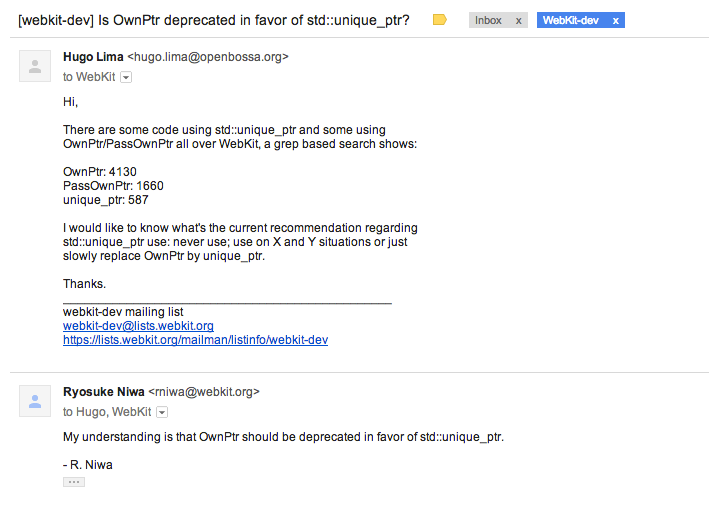 [webkit-dev] Is OwnPtr deprecated in favor of std::unique_ptr?
Inbox x
WebKit-dev x
Hugo Lima <hugo.lima@openbossa.org>
to WebKit
Hi,
There are some code using std::unique_ptr and some using
OwnPtr/PassOwnPtr all over WebKit, a grep based search shows:
OwnPtr: 4130
PassOwnPtr: 1660
unique_ptr: 587
I would like to know what's the current recommendation regarding
std::unique_ptr use: never use; use on X and Y situations or just
slowly replace OwnPtr by unique_ptr.
Thanks.
_______________________________________________
webkit-dev mailing list
webkit-dev@lists.webkit.org
https://lists.webkit.org/mailman/listinfo/webkit-dev
Ryosuke Niwa <rniwa@webkit.org>
to Hugo, WebKit
My understanding is that OwnPtr should be deprecated in favor of std::unique_ptr.
- R. Niwa